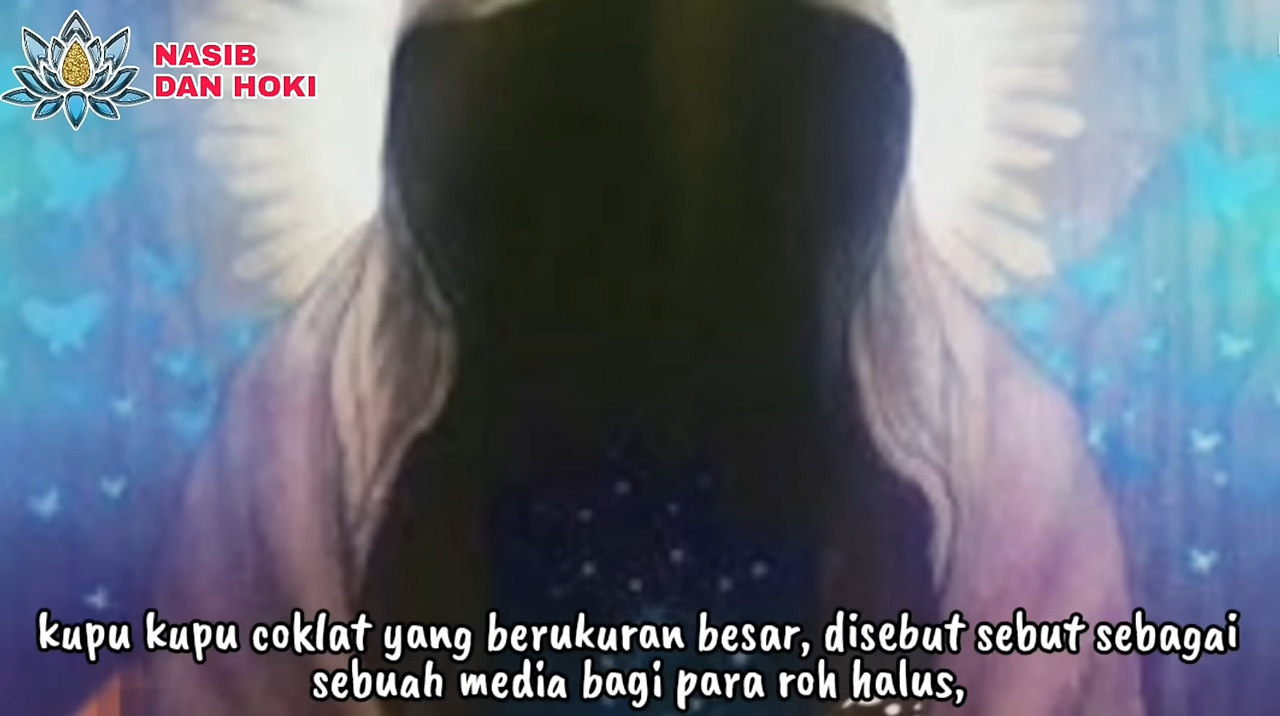 NASIB
DAN HOKI
kupu kupu coklat yang berukuran besar, disebut sebut sebagai
sebuah media bagi para roh halus,